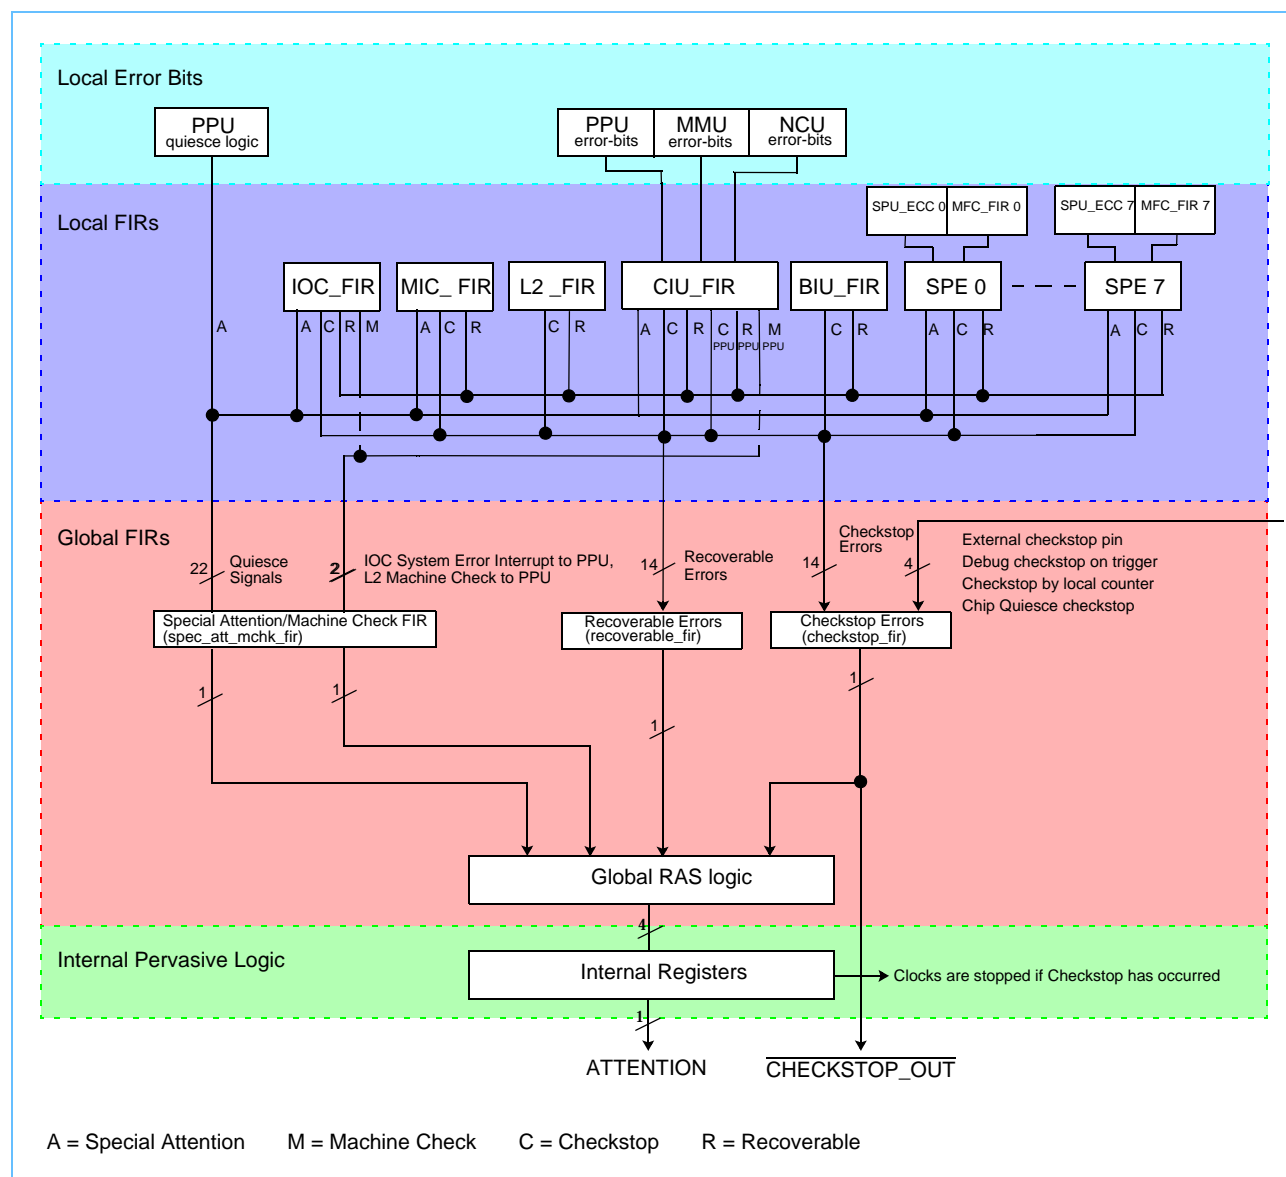 Local Error Bits
PPU
quiesce logic
PPU
error-bits
MMU
error-bits
NCU
error-bits
Local FIRs
SPU_ECC 0
MFC_FIR 0
SPU_ECC 7
MFC_FIR 7
IOC_FIR
MIC_ FIR
L2 _FIR
CIU_FIR
BIU_FIR
SPE 0
SPE 7
A
A
C
R
M
A
C
R
C
R
A
C
R
C
PPU
R
PPU
M
PPU
C
R
A
C
R
A
C
R
Global FIRs
22
Quiesce
Signals
2
IOC System Error Interrupt to PPU,
L2 Machine Check to PPU
14
Recoverable
Errors
Checkstop
Errors
14
4
External checkstop pin
Debug checkstop on trigger
Checkstop by local counter
Chip Quiesce checkstop
Special Attention/Machine Check FIR
(spec_att_mchk_fir)
Recoverable Errors
(recoverable_fir)
Checkstop Errors
(checkstop_fir)
1
1
1
1
Global RAS logic
4
Internal Pervasive Logic
Internal Registers
Clocks are stopped if Checkstop has occurred
1
ATTENTION
CHECKSTOP_OUT
A = Special Attention M = Machine Check C = Checkstop R = Recoverable